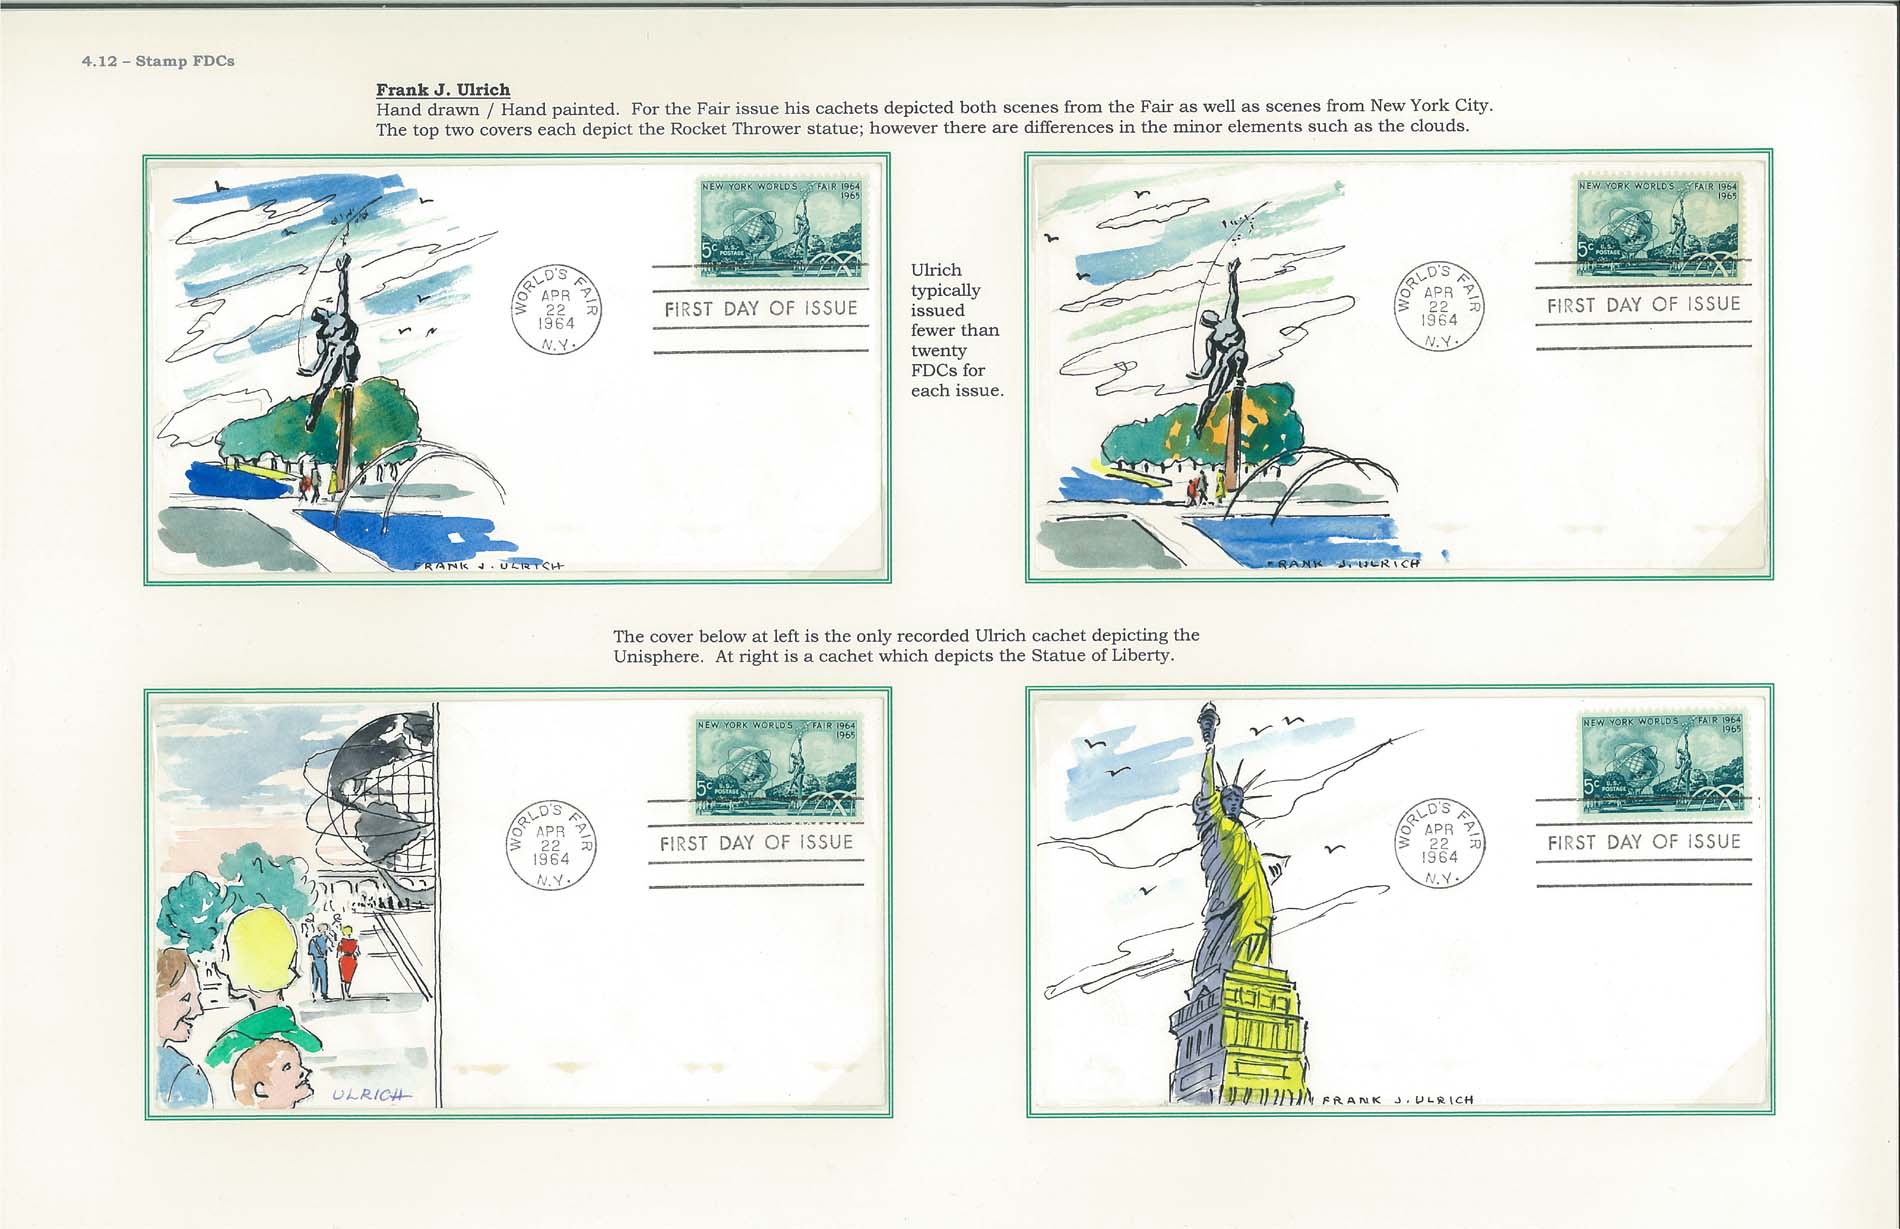 4.12 – Stamp FDCs
Frank J. Ulrich
Hand drawn / Hand painted. For the Fair issue his cachets depicted both scenes from the Fair as well as scenes from New York City.
The top two covers each depict the Rocket Thrower statue; however there are differences in the minor elements such as the clouds.
NEW YORK WORLD'S FAIR 1964
1965
5c U.S.
POSTAGE
WORLD'S FAIR
APR
22
1964
N.Y.
FIRST DAY OF ISSUE
FRANK J. ULRICH
Ulrich
typically
issued
fewer than
twenty
FDCs for
each issue.
NEW YORK WORLD'S FAIR 1964
1965
5c U.S.
POSTAGE
WORLD'S FAIR
APR
22
1964
N.Y.
FIRST DAY OF ISSUE
FRANK J. ULRICH
The cover below at left is the only recorded Ulrich cachet depicting the
Unisphere. At right is a cachet which depicts the Statue of Liberty.
NEW YORK WORLD'S FAIR 1964
1965
5c U.S.
POSTAGE
WORLD'S FAIR
APR
22
1964
N.Y.
FIRST DAY OF ISSUE
ULRICH
NEW YORK WORLD'S FAIR 1964
1965
5c U.S.
POSTAGE
WORLD'S FAIR
APR
22
1964
N.Y.
FIRST DAY OF ISSUE
FRANK J. ULRICH